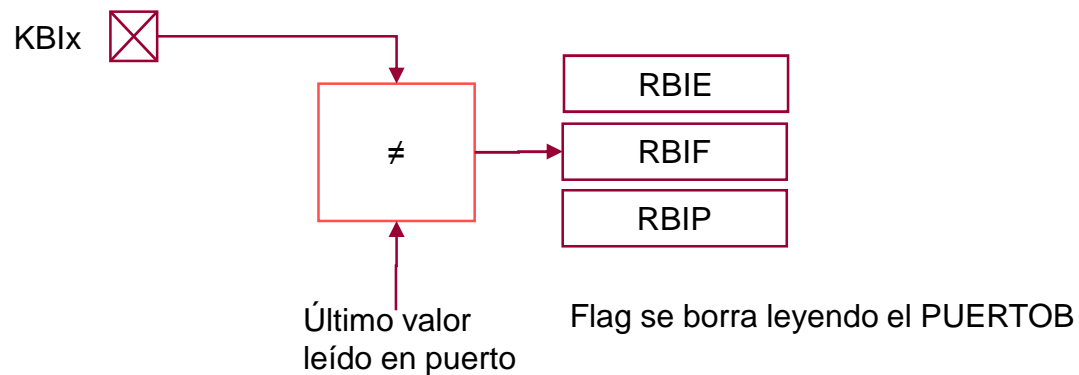 KBIx
RBIE
≠
RBIF
RBIP
Último valor
leído en puerto
Flag se borra leyendo el PUERTOB